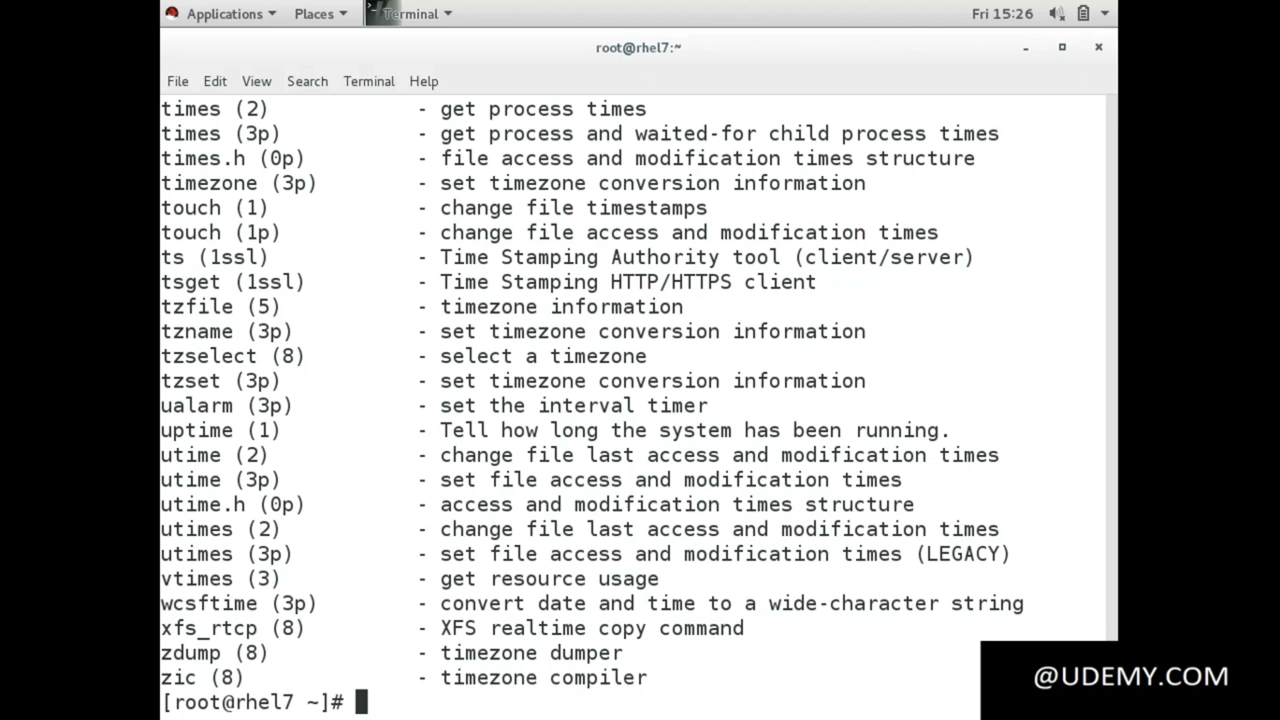 Applications Places Terminal Fri 15:26
root@rhel7:~
File Edit View Search Terminal Help
times (2) - get process times
times (3p) - get process and waited-for child process times
times.h (0p) - file access and modification times structure
timezone (3p) - set timezone conversion information
touch (1) - change file timestamps
touch (1p) - change file access and modification times
ts (1ssl) - Time Stamping Authority tool (client/server)
tsget (1ssl) - Time Stamping HTTP/HTTPS client
tzfile (5) - timezone information
tzname (3p) - set timezone conversion information
tzselect (8) - select a timezone
tzset (3p) - set timezone conversion information
ualarm (3p) - set the interval timer
uptime (1) - Tell how long the system has been running.
utime (2) - change file last access and modification times
utime (3p) - set file access and modification times
utime.h (0p) - access and modification times structure
utimes (2) - change file last access and modification times
utimes (3p) - set file access and modification times (LEGACY)
vtimes (3) - get resource usage
wcsftime (3p) - convert date and time to a wide-character string
xfs_rtcp (8) - XFS realtime copy command
zdump (8) - timezone dumper
zic (8) - timezone compiler
[root@rhel7 ~]#
@UDEMY.COM